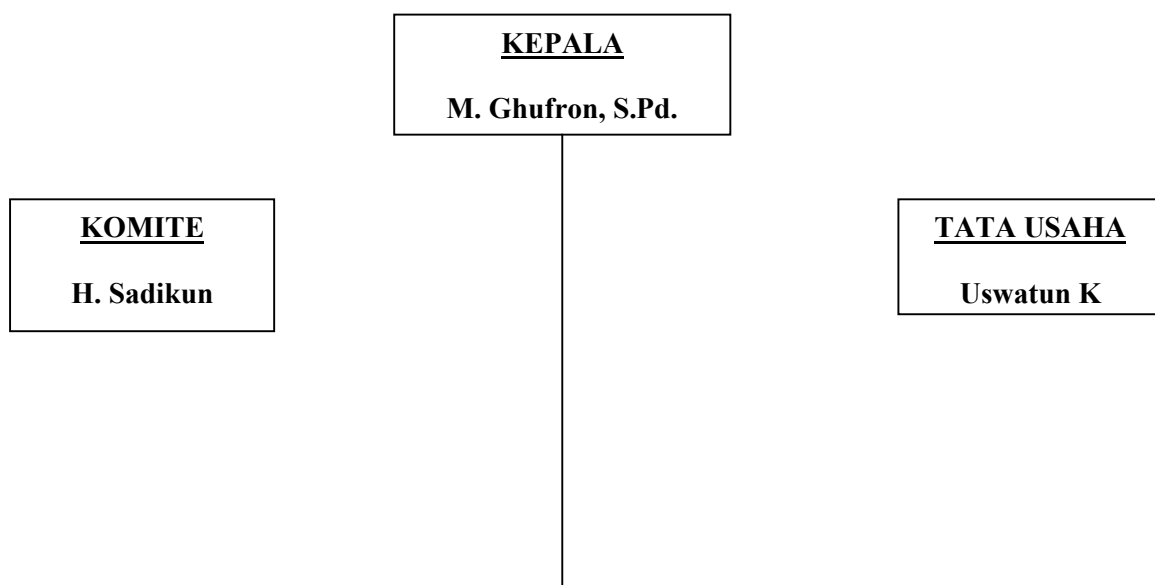 KEPALA
M. Ghufron, S.Pd.
KOMITE
H. Sadikun
TATA USAHA
Uswatun K